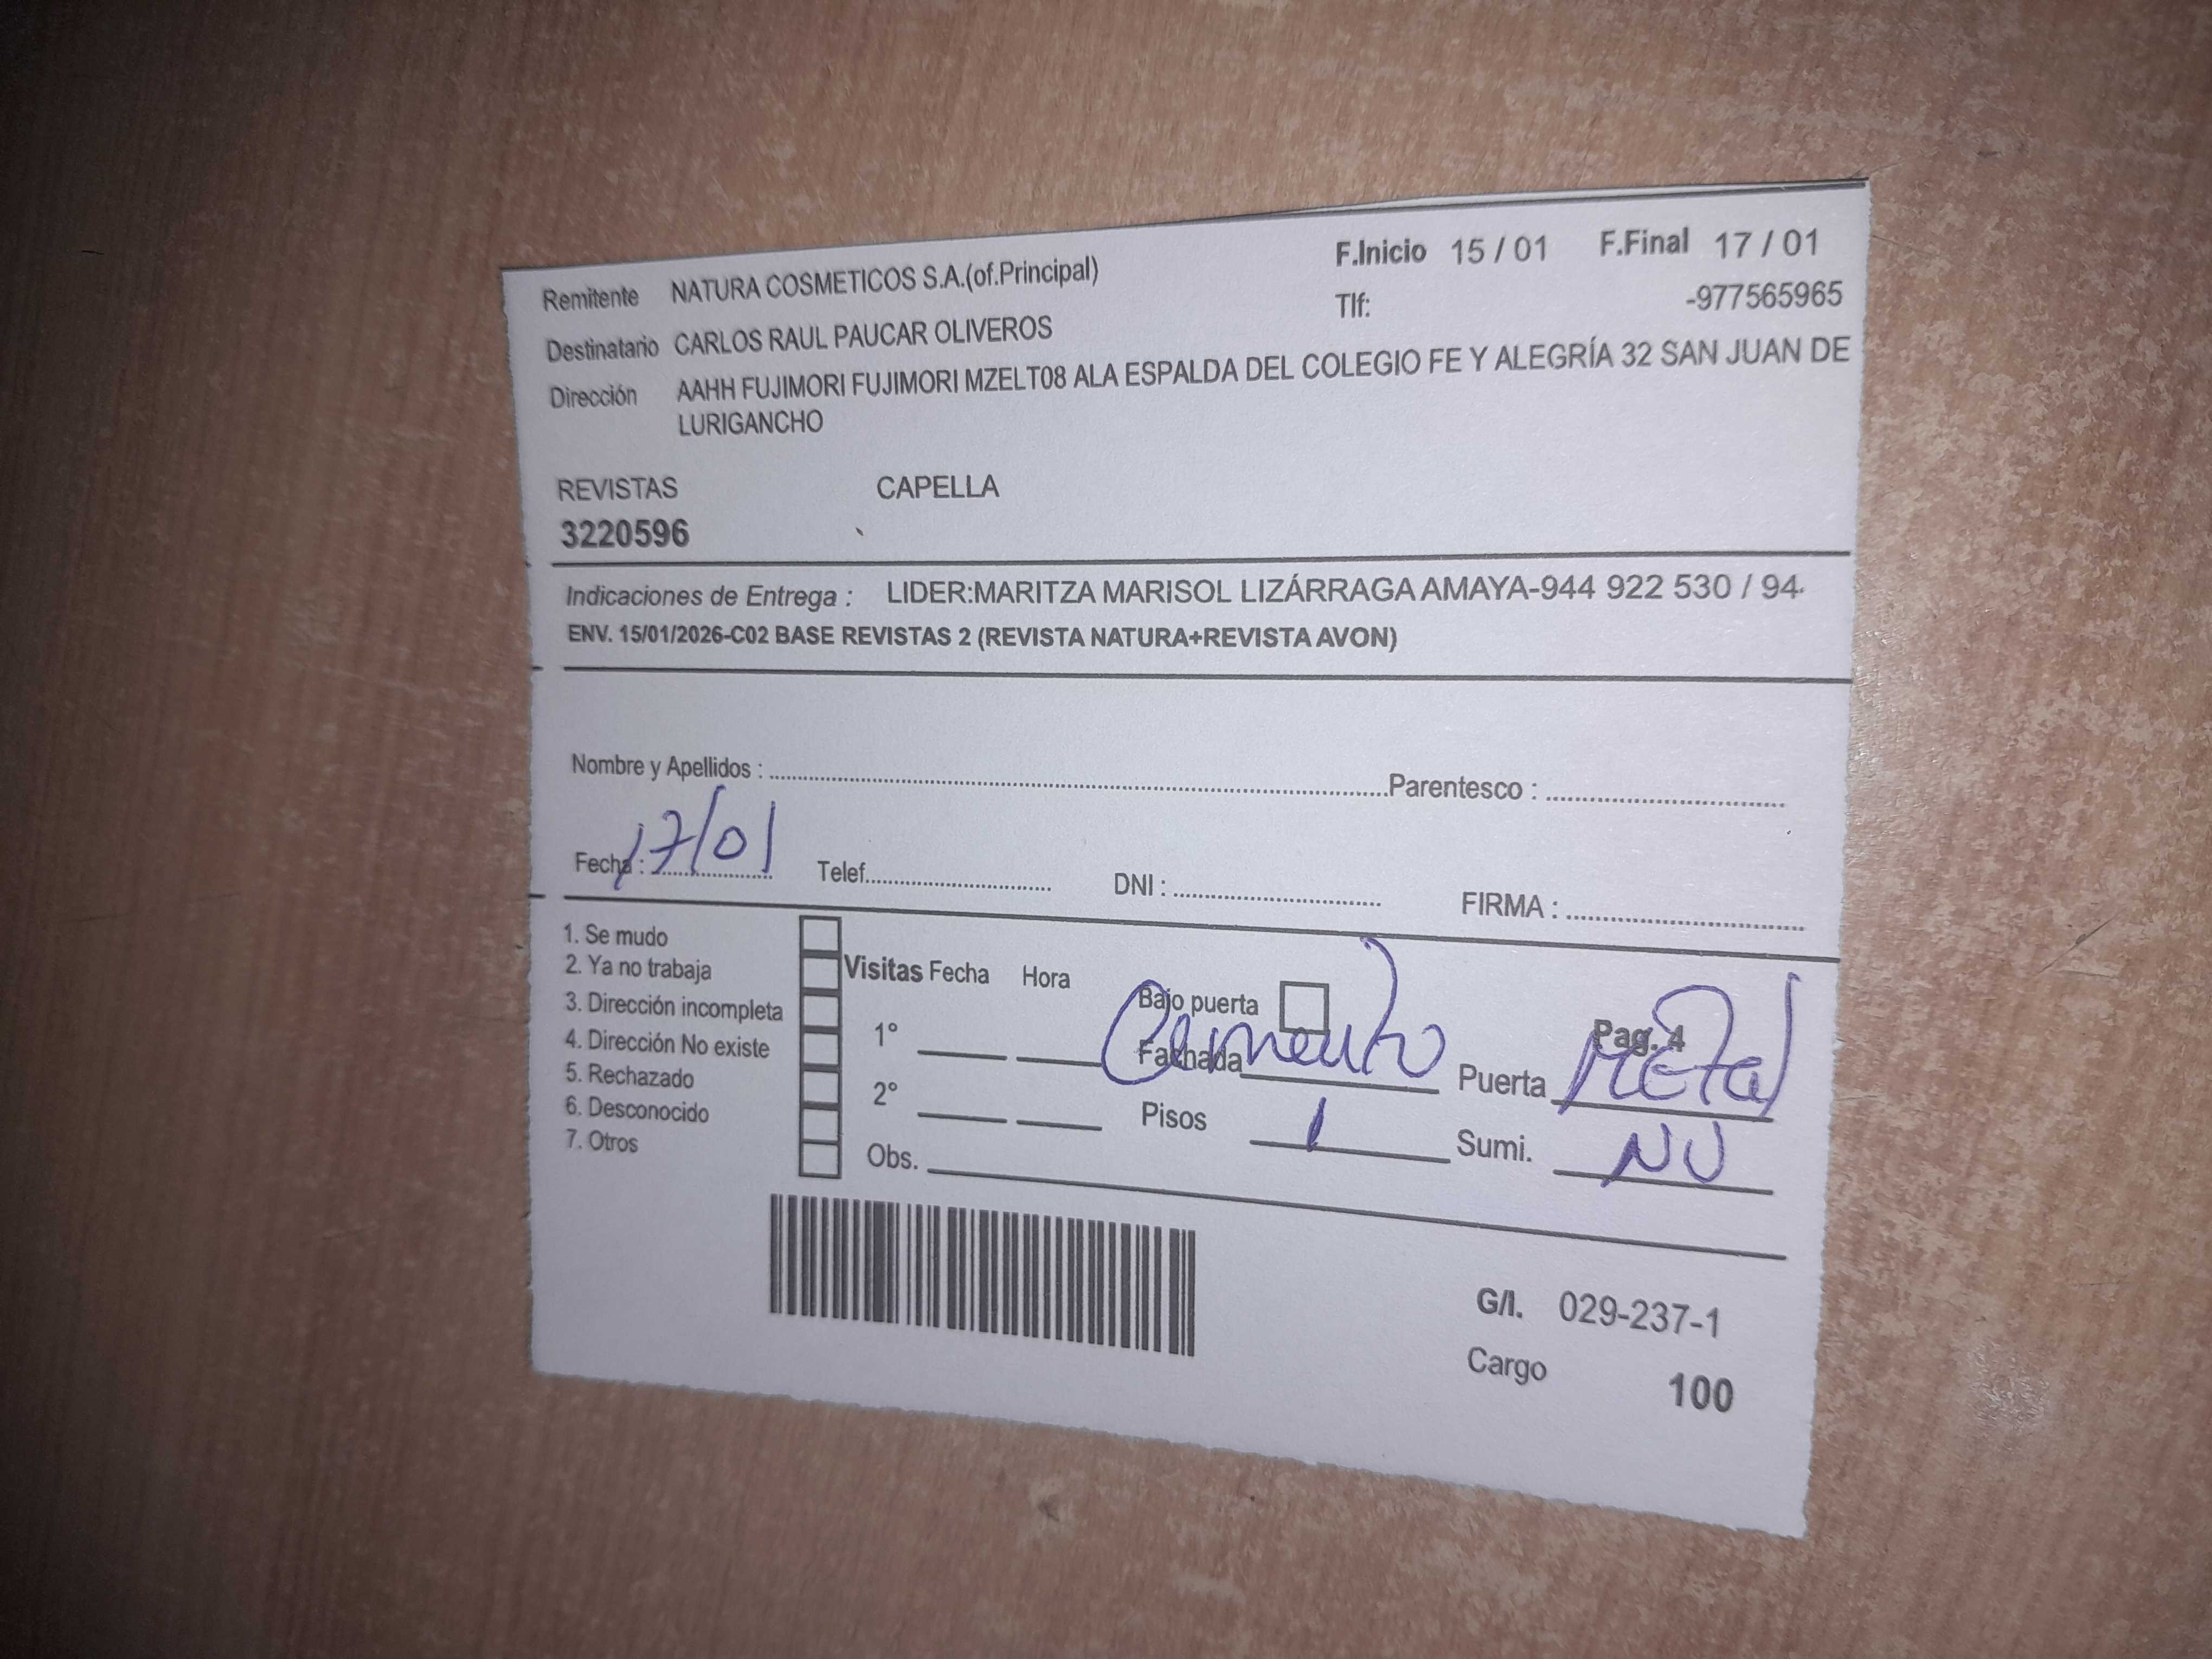 F.Inicio 15 / 01 F.Final 17 / 01
Remitente NATURA COSMETICOS S.A.(of.Principal)
Tlf: -977565965
Destinatario CARLOS RAUL PAUCAR OLIVEROS
Dirección AAHH FUJIMORI FUJIMORI MZELT08 ALA ESPALDA DEL COLEGIO FE Y ALEGRÍA 32 SAN JUAN DE
LURIGANCHO
REVISTAS CAPELLA
3220596
Indicaciones de Entrega : LIDER:MARITZA MARISOL LIZÁRRAGA AMAYA-944 922 530 / 94
ENV. 15/01/2026-C02 BASE REVISTAS 2 (REVISTA NATURA+REVISTA AVON)
Nombre y Apellidos : Parentesco :
Fecha : 17/01 Telef. DNI : FIRMA :
1. Se mudo
2. Ya no trabaja
3. Dirección incompleta
4. Dirección No existe
5. Rechazado
6. Desconocido
7. Otros
Visitas Fecha Hora
1°
2°
Obs.
Bajo puerta Pag. 4
Fachada Cemento Puerta Metal
Pisos 1 Sumi. NO
G/I. 029-237-1
Cargo 100